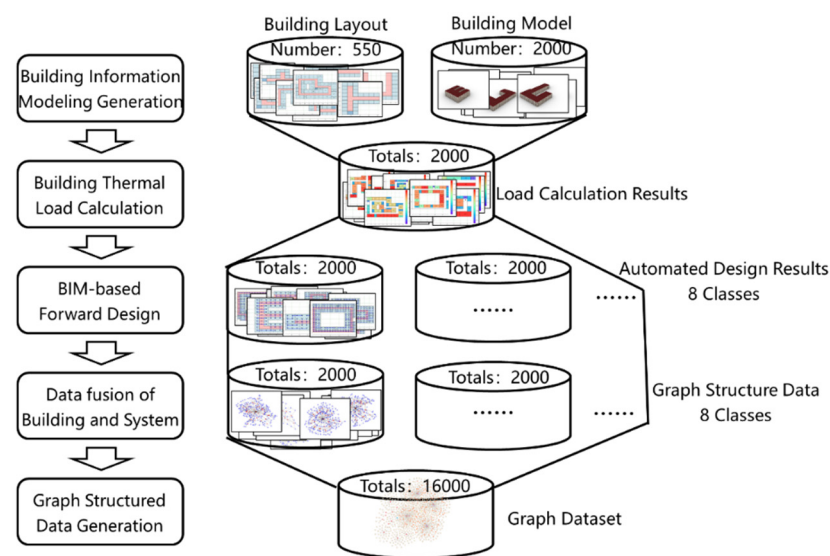 Building Layout
Building Model
Number: 550
Number: 2000
Building Information
Modeling Generation
Totals: 2000
Building Thermal
Load Calculation
Load Calculation Results
Totals: 2000
Totals: 2000
Automated Design Results
8 Classes
BIM-based
Forward Design
......
......
Totals: 2000
Totals: 2000
Graph Structure Data
8 Classes
Data fusion of
Building and System
......
......
Totals: 16000
Graph Structured
Data Generation
Graph Dataset